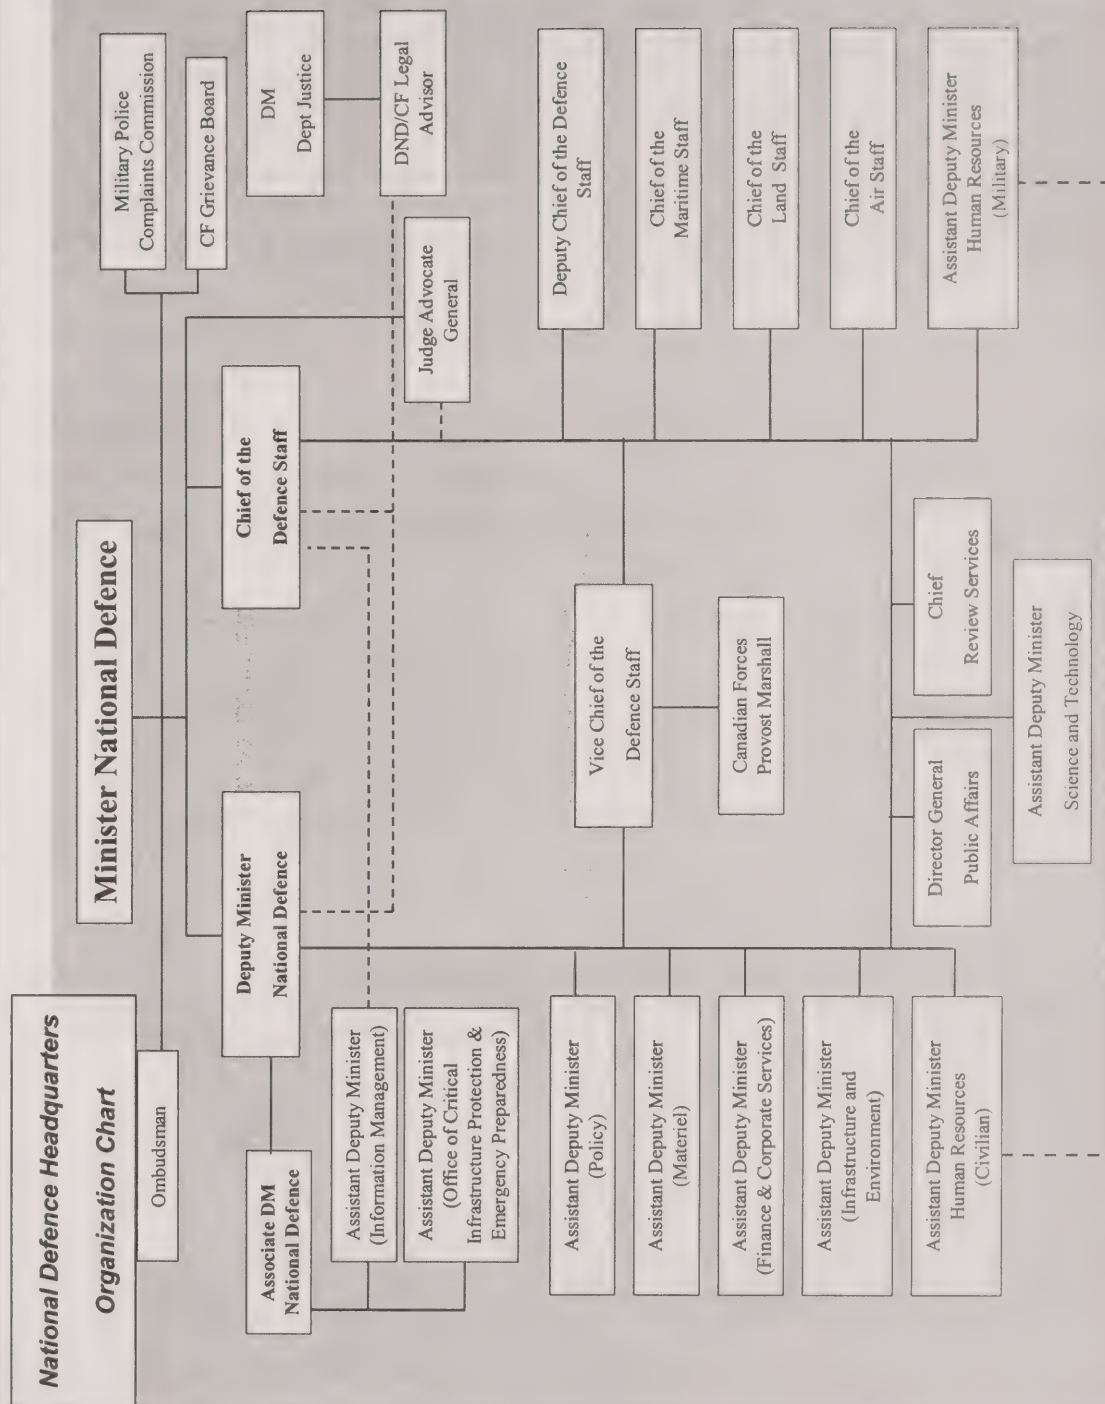 National Defence Headquarters
Organization Chart
Minister National Defence
Ombudsman
Military Police
Complaints Commission
CF Grievance Board
Deputy Minister
National Defence
Chief of the
Defence Staff
DM
Dept Justice
Associate DM
National Defence
DND/CF Legal
Advisor
Judge Advocate
General
Assistant Deputy Minister
(Information Management)
Assistant Deputy Minister
(Office of Critical
Infrastructure Protection &
Emergency Preparedness)
Assistant Deputy Minister
(Policy)
Assistant Deputy Minister
(Materiel)
Assistant Deputy Minister
(Finance & Corporate Services)
Assistant Deputy Minister
(Infrastructure and
Environment)
Assistant Deputy Minister
Human Resources
(Civilian)
Vice Chief of the
Defence Staff
Canadian Forces
Provost Marshall
Director General
Public Affairs
Chief
Review Services
Assistant Deputy Minister
Science and Technology
Deputy Chief of the Defence
Staff
Chief of the
Maritime Staff
Chief of the
Land Staff
Chief of the
Air Staff
Assistant Deputy Minister
Human Resources
(Military)